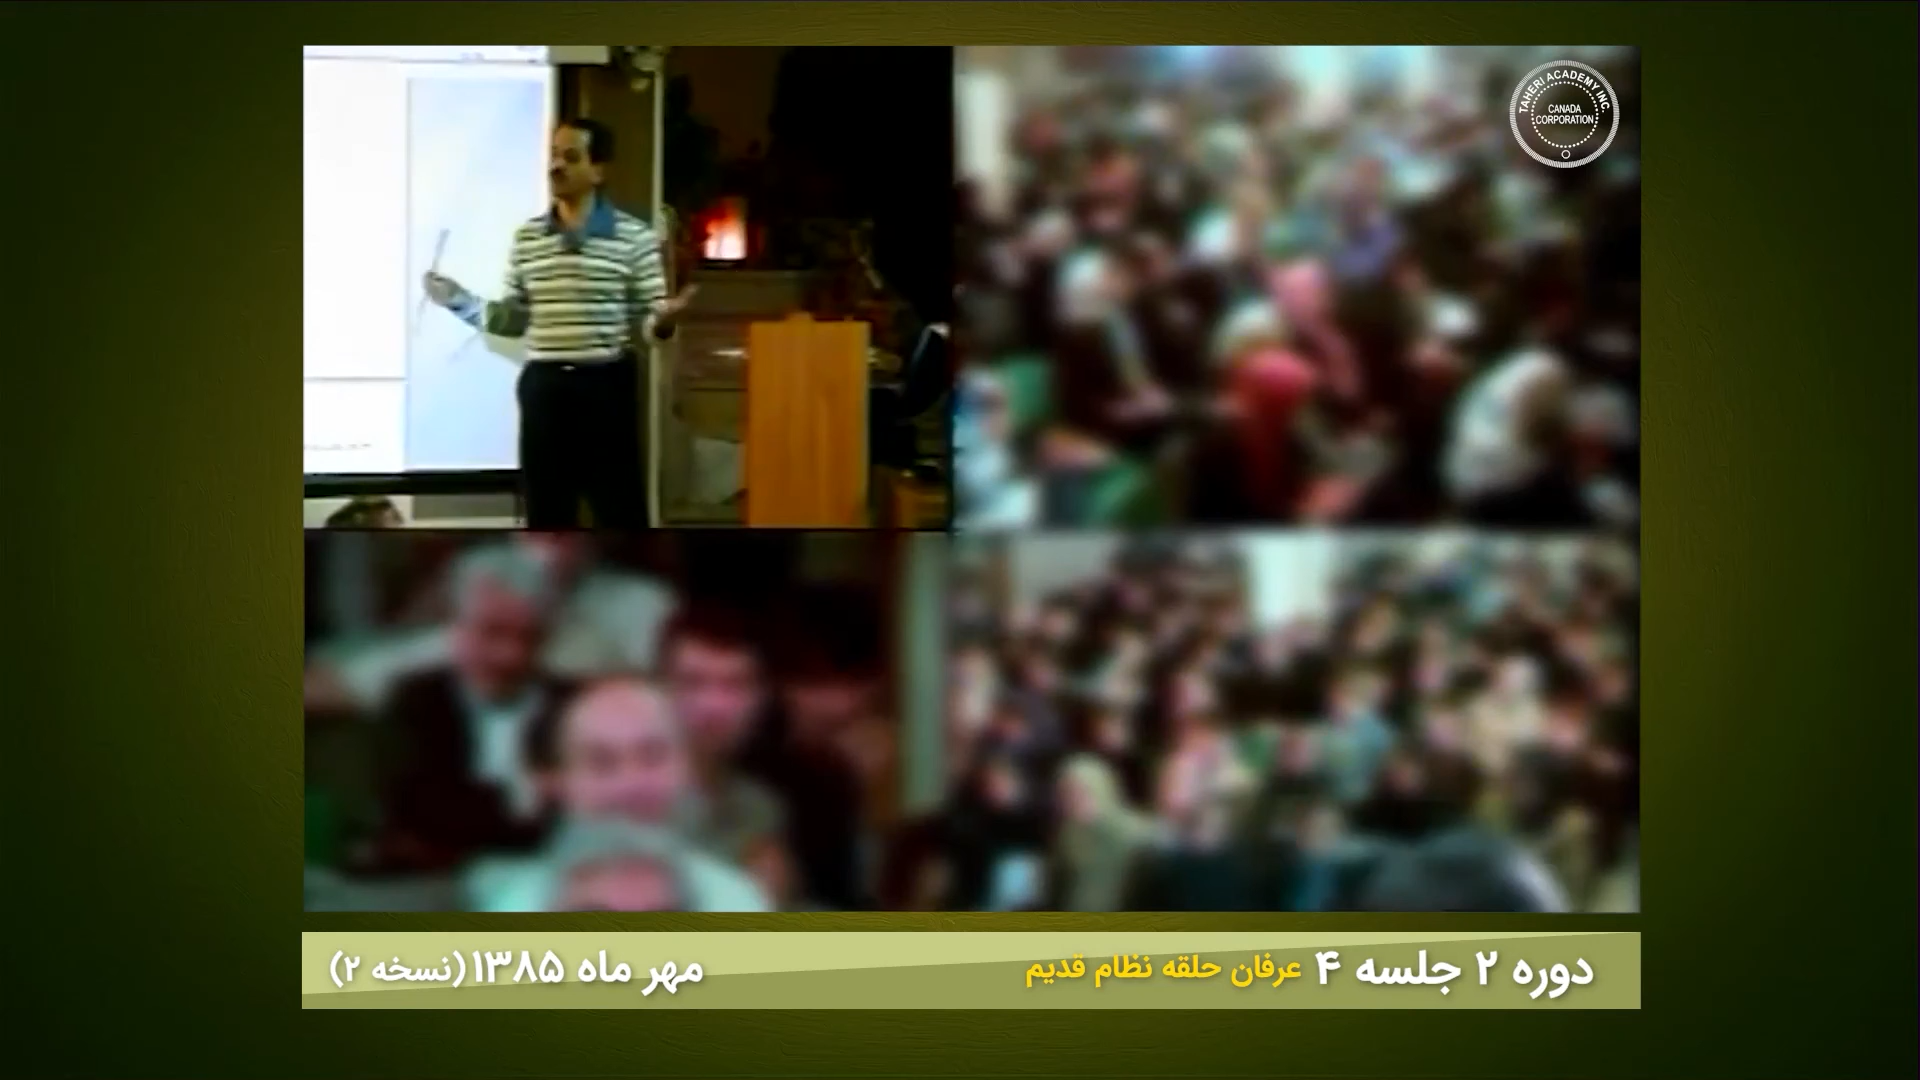 TAHERI ACADEMY INC.
CANADA
CORPORATION
دوره ۲ جلسه ۴ عرفان حلقه نظام قدیم
مهر ماه ۱۳۸۵ (نسخه ۲)